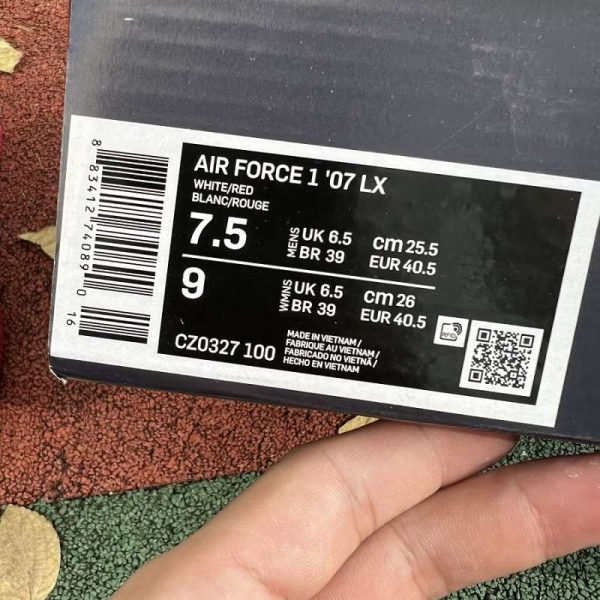 AIR FORCE 1 '07 LX
WHITE/RED
BLANC/ROUGE
7.5 MENS UK 6.5 cm 25.5
BR 39 EUR 40.5
9 WMNS UK 6.5 cm 26
BR 39 EUR 40.5
CZ0327 100
MADE IN VIETNAM /
FABRIQUE AU VIETNAM /
FABRICADO NO VIETNÃ /
HECHO EN VIETNAM
8 83412 74089 0
16